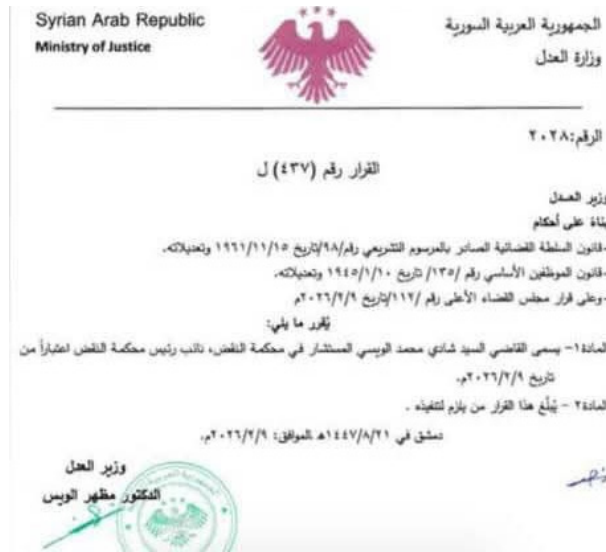 Syrian Arab Republic
Ministry of Justice
الجمهورية العربية السورية
وزارة العدل
الرقم:٢٠٢٨
القرار رقم (٤٣٧) ل
وزير العدل
بناءً على أحكام
-قانون السلطة القضائية الصادر بالمرسوم التشريعي رقم/٩٨/تاريخ ١٩٦١/١١/١٥ وتعديلاته.
-قانون الموظفين الأساسي رقم /١٣٥/ تاريخ ١٩٤٥/١/١٠ وتعديلاته.
-وعلى قرار مجلس القضاء الأعلى رقم /١١٢/تاريخ ٢٠٢٦/٢/٩م
يُقرر ما يلي:
المادة١- يسمى القاضي السيد شادي محمد الويسي المستشار في محكمة النقض، نائب رئيس محكمة النقض اعتباراً من
تاريخ ٢٠٢٦/٢/٩م.
المادة٢ - يُبلّغ هذا القرار من يلزم لتنفيذه .
دمشق في ١٤٤٧/٨/٢١هـ الموافق: ٢٠٢٦/٢/٩م.
وزير العدل
الدكتور مظهر الويس